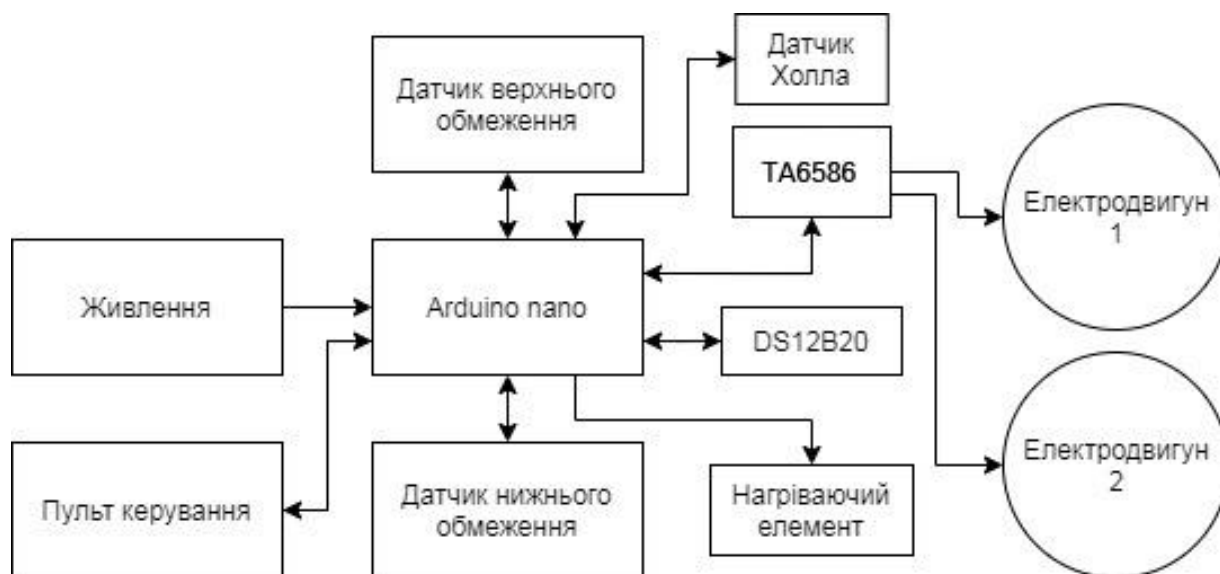 Датчик
Холла
Датчик верхнього
обмеження
TA6586
Електродвигун
1
Живлення
Arduino nano
DS12B20
Електродвигун
2
Пульт керування
Датчик нижнього
обмеження
Нагріваючий
елемент